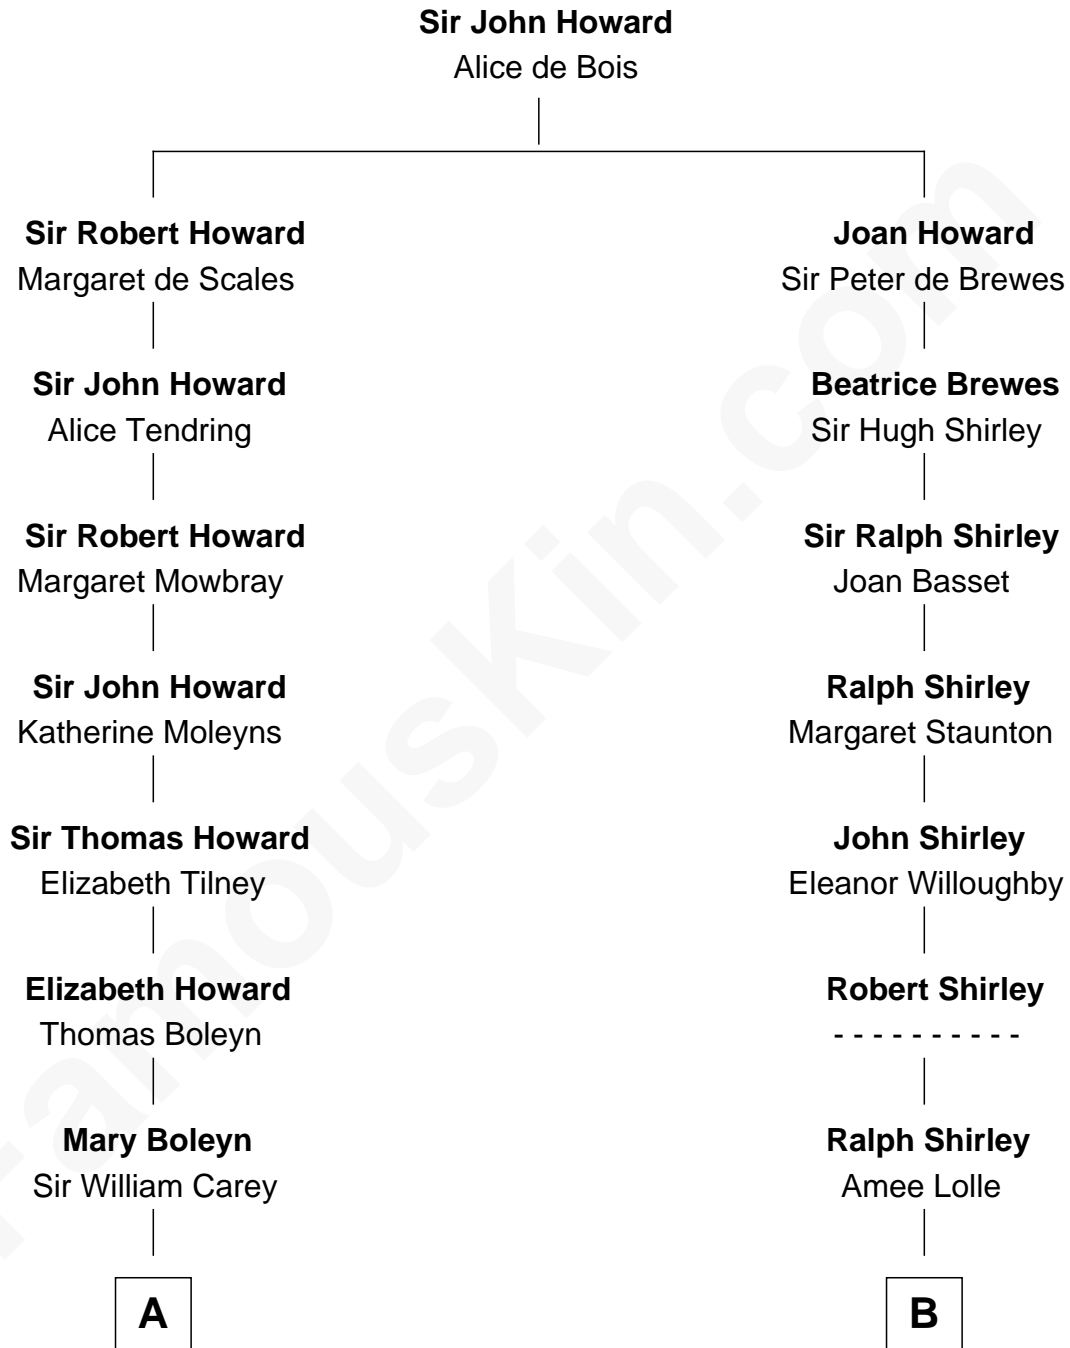 Sir John Howard
Alice de Bois
Sir Robert Howard
Margaret de Scales
Joan Howard
Sir Peter de Brewes
Sir John Howard
Alice Tendring
Beatrice Brewes
Sir Hugh Shirley
Sir Robert Howard
Margaret Mowbray
Sir Ralph Shirley
Joan Basset
Sir John Howard
Katherine Moleyns
Ralph Shirley
Margaret Staunton
Sir Thomas Howard
Elizabeth Tilney
John Shirley
Eleanor Willoughby
Elizabeth Howard
Thomas Boleyn
Robert Shirley
- - - - - - - - - -
Mary Boleyn
Sir William Carey
Ralph Shirley
Amee Lolle
A
B
FamousKin.com